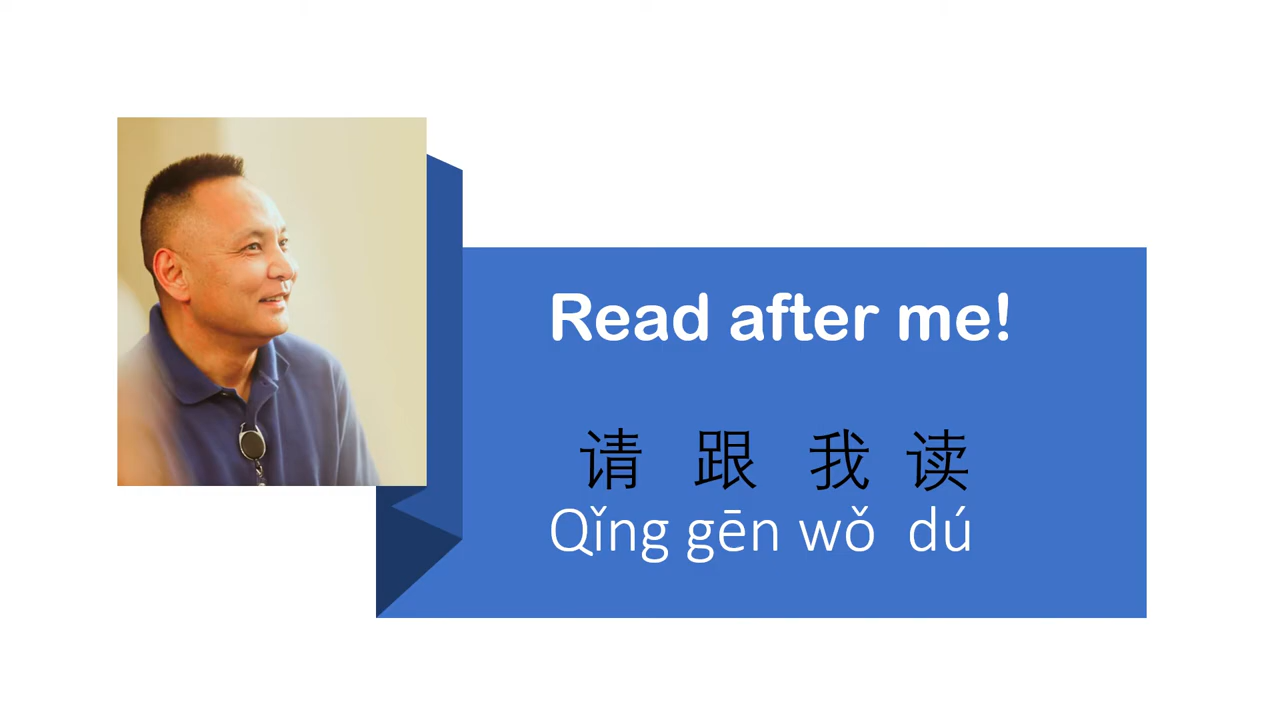 Read after me!
请 跟 我 读
Qǐng gēn wǒ dú